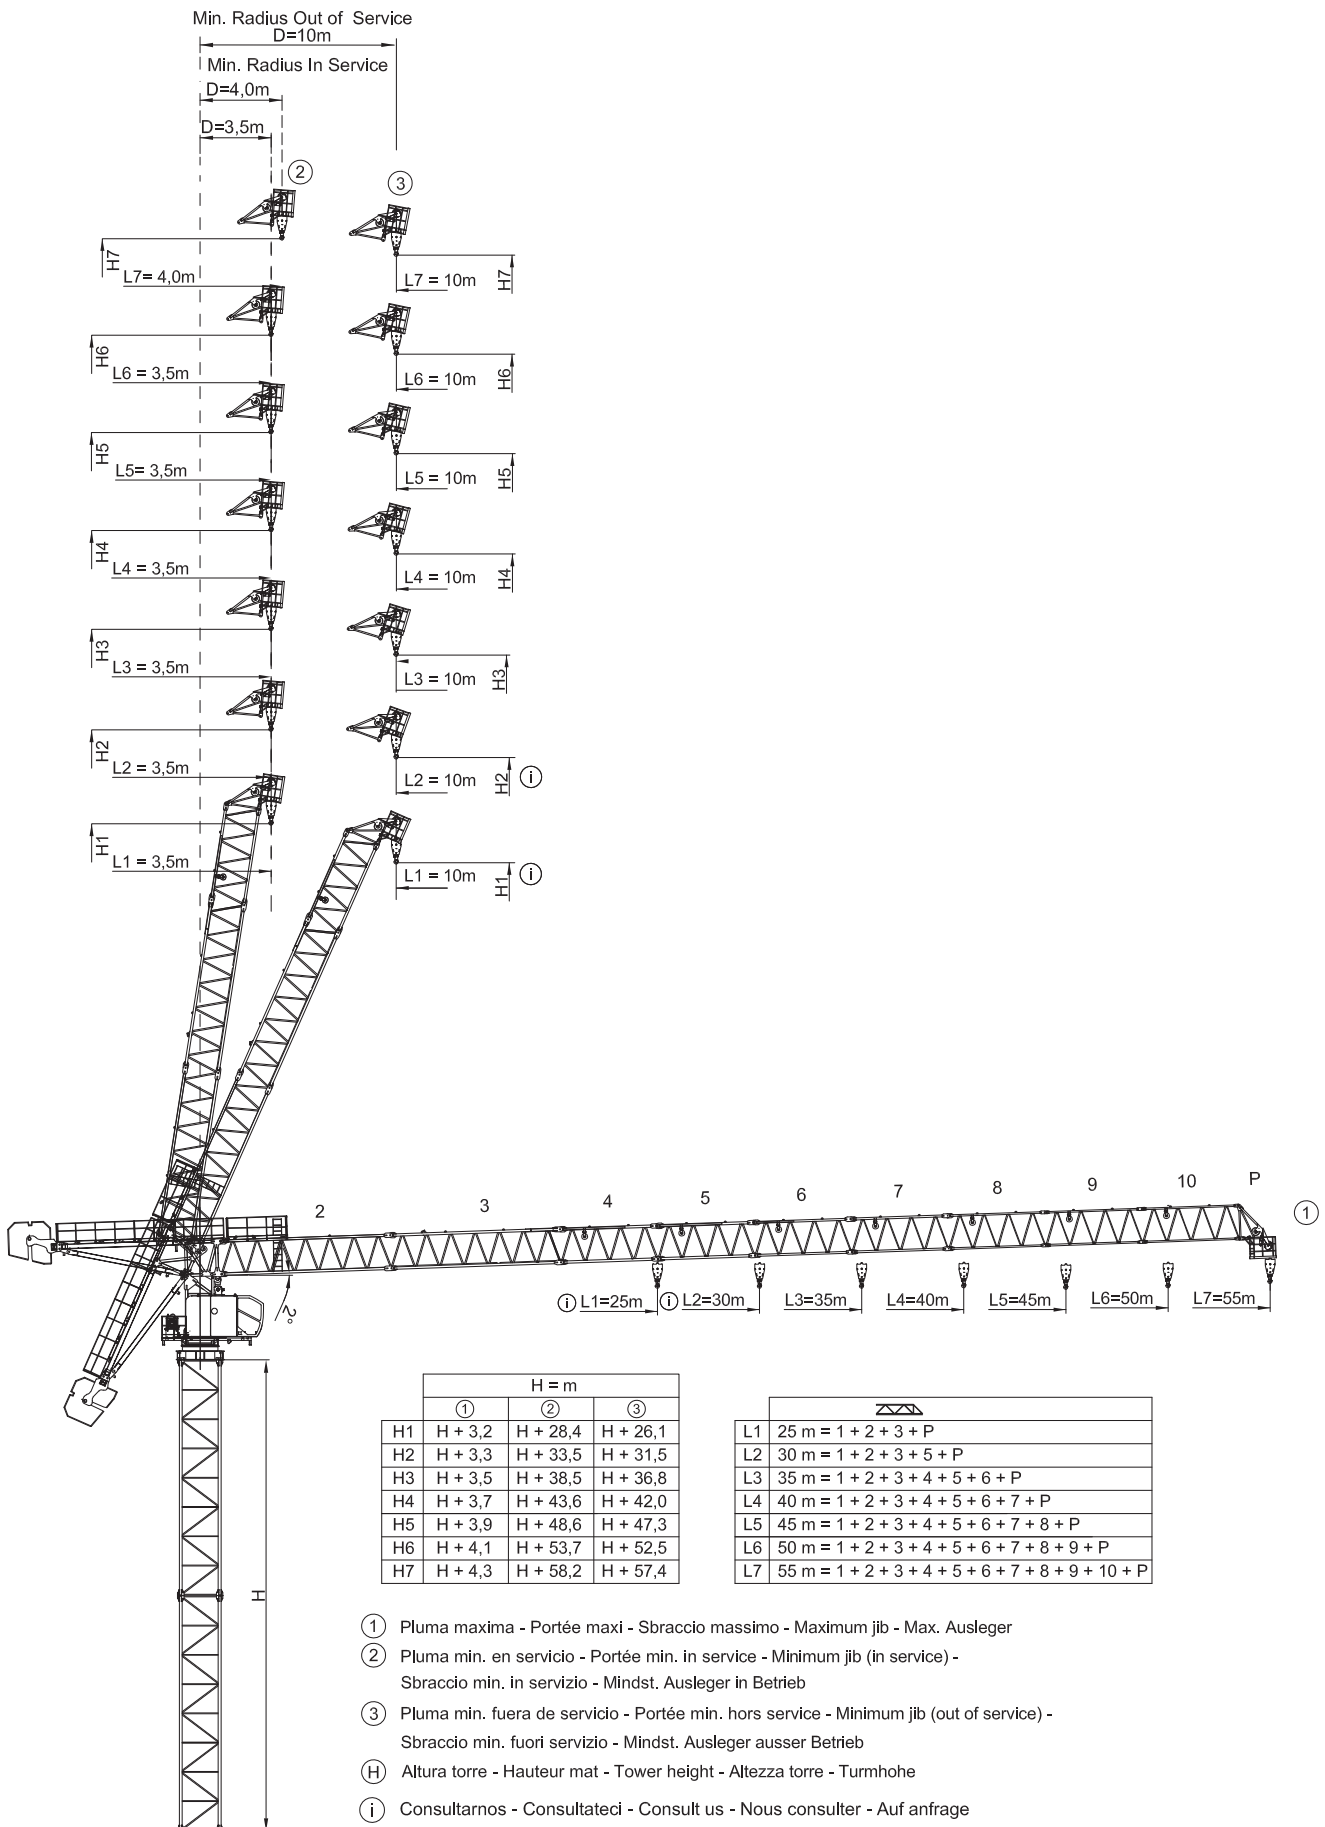 Min. Radius Out of Service
D=10m
Min. Radius In Service
D=4,0m
D=3,5m
2
3
H7
L7= 4,0m
L7 = 10m
H7
H6
L6 = 3,5m
L6 = 10m
H6
H5
L5= 3,5m
L5 = 10m
H5
H4
L4 = 3,5m
L4 = 10m
H4
H3
L3 = 3,5m
L3 = 10m
H3
H2
L2 = 3,5m
L2 = 10m
H2
i
H1
L1 = 3,5m
L1 = 10m
H1
i
2 3 4 5 6 7 8 9 10 P
1
i L1=25m i L2=30m L3=35m L4=40m L5=45m L6=50m L7=55m
2°
H
H = m
1 2 3
H1 H + 3,2 H + 28,4 H + 26,1
H2 H + 3,3 H + 33,5 H + 31,5
H3 H + 3,5 H + 38,5 H + 36,8
H4 H + 3,7 H + 43,6 H + 42,0
H5 H + 3,9 H + 48,6 H + 47,3
H6 H + 4,1 H + 53,7 H + 52,5
H7 H + 4,3 H + 58,2 H + 57,4
L1 25 m = 1 + 2 + 3 + P
L2 30 m = 1 + 2 + 3 + 5 + P
L3 35 m = 1 + 2 + 3 + 4 + 5 + 6 + P
L4 40 m = 1 + 2 + 3 + 4 + 5 + 6 + 7 + P
L5 45 m = 1 + 2 + 3 + 4 + 5 + 6 + 7 + 8 + P
L6 50 m = 1 + 2 + 3 + 4 + 5 + 6 + 7 + 8 + 9 + P
L7 55 m = 1 + 2 + 3 + 4 + 5 + 6 + 7 + 8 + 9 + 10 + P
1 Pluma maxima - Portée maxi - Sbraccio massimo - Maximum jib - Max. Ausleger
2 Pluma min. en servicio - Portée min. in service - Minimum jib (in service) -
Sbraccio min. in servizio - Mindst. Ausleger in Betrieb
3 Pluma min. fuera de servicio - Portée min. hors service - Minimum jib (out of service) -
Sbraccio min. fuori servizio - Mindst. Ausleger ausser Betrieb
H Altura torre - Hauteur mat - Tower height - Altezza torre - Turmhohe
i Consultarnos - Consultateci - Consult us - Nous consulter - Auf anfrage